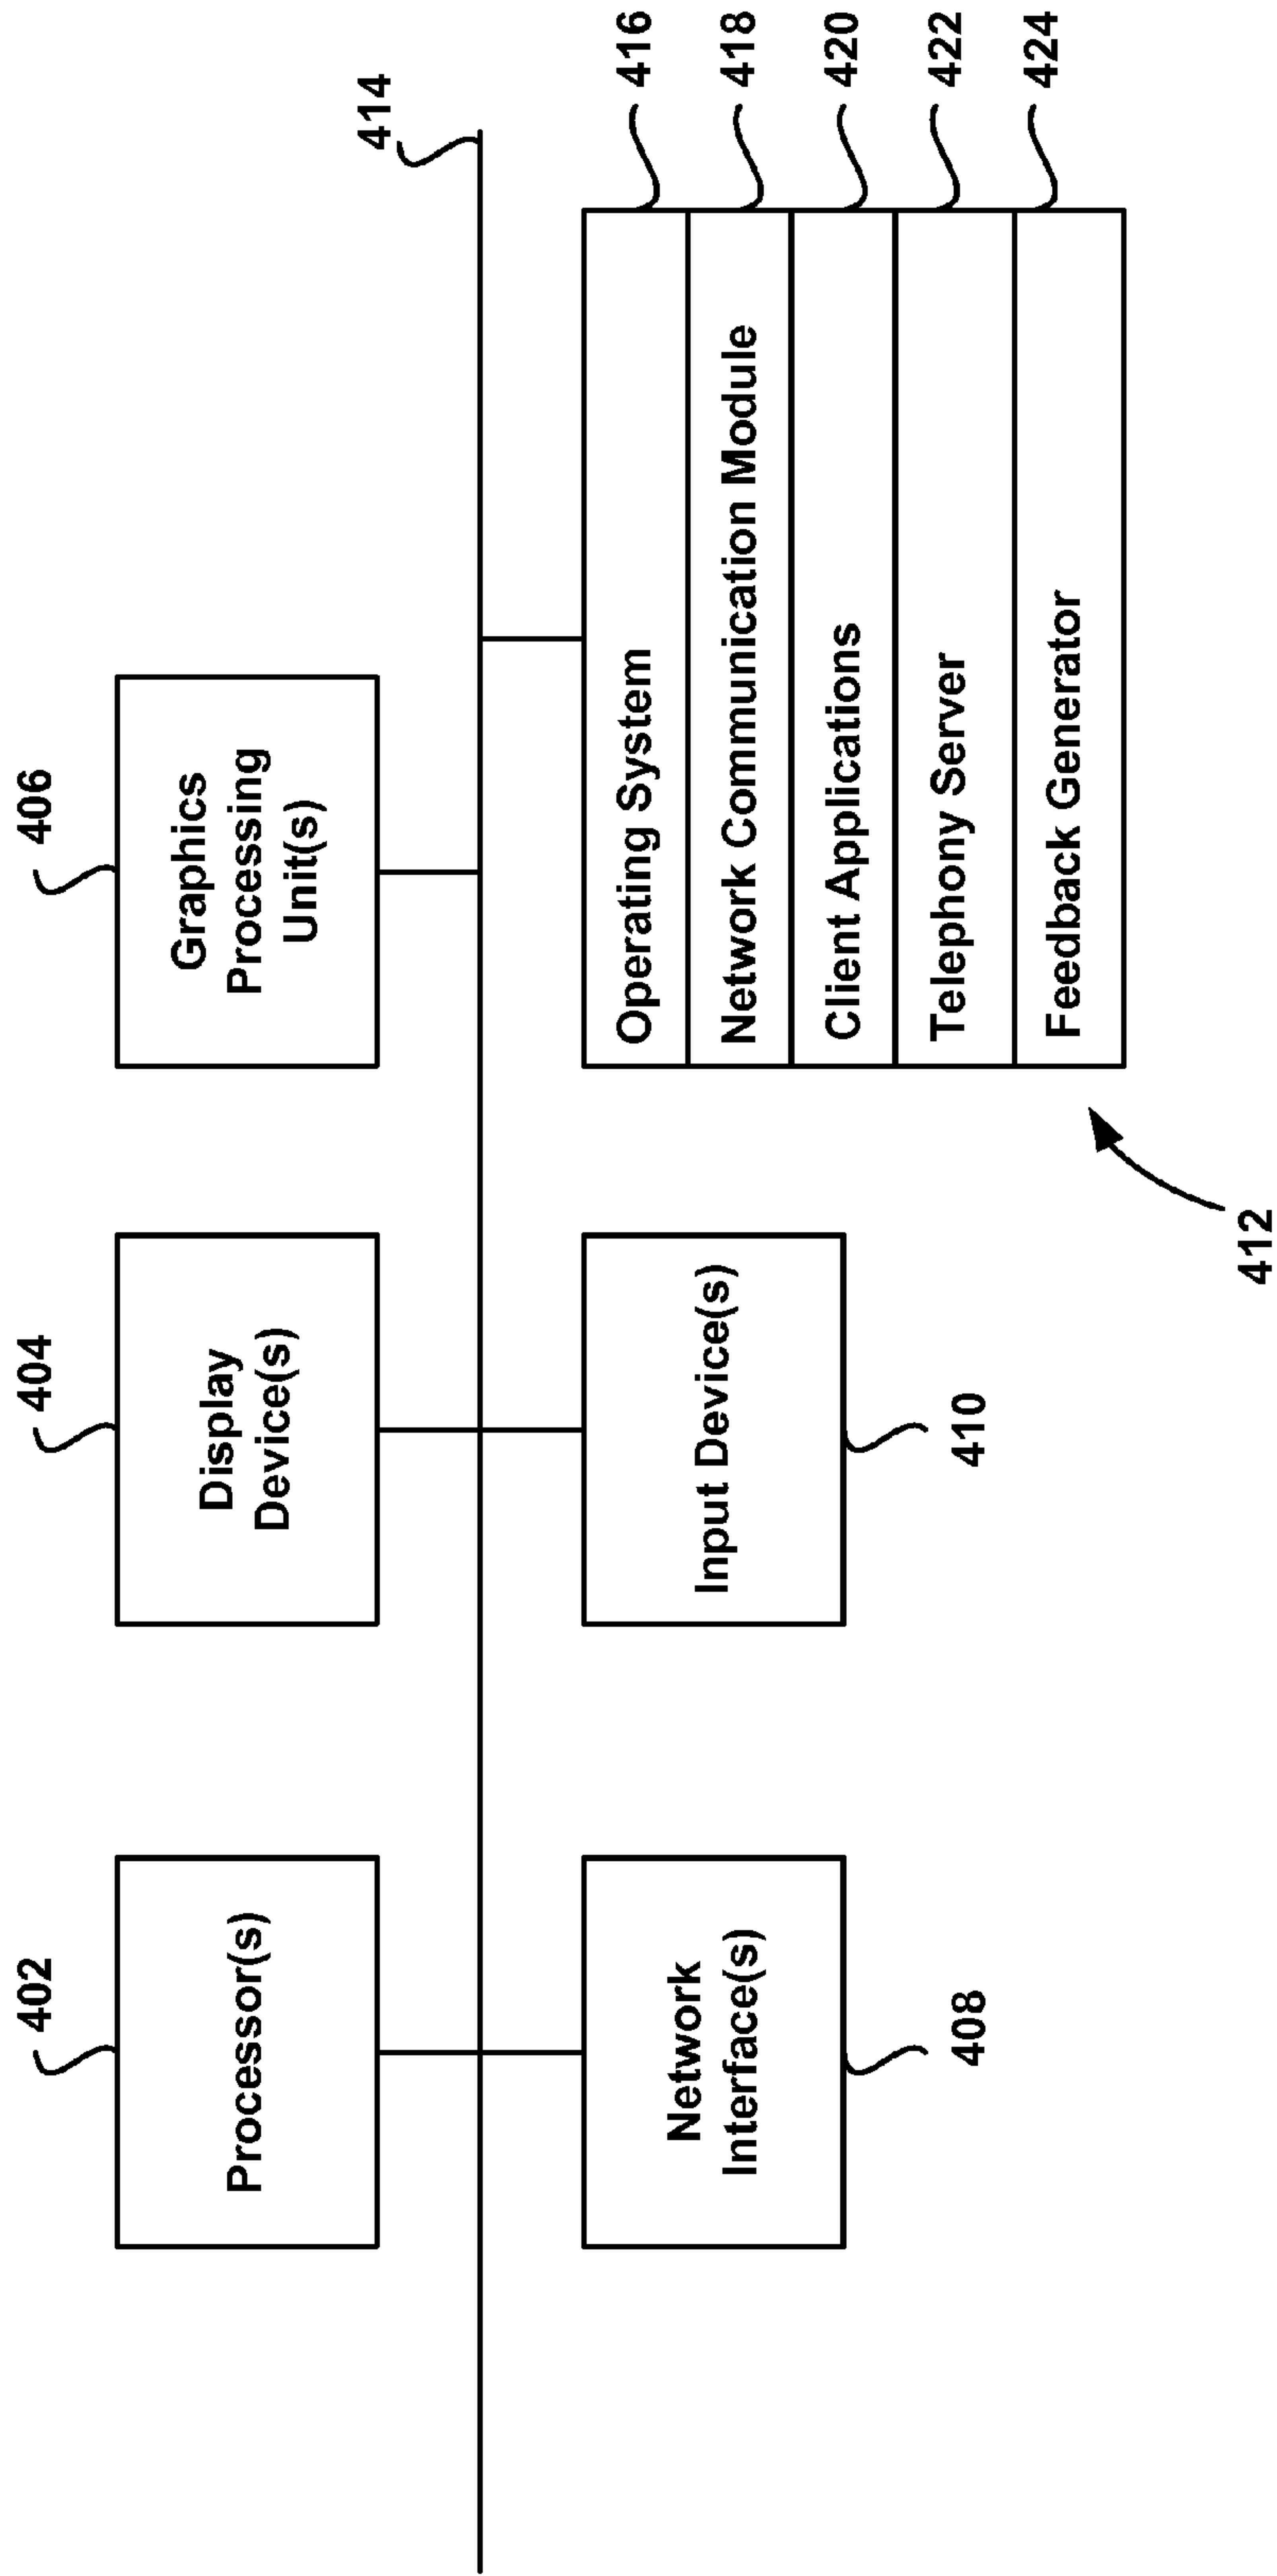 402
404
406
Processor(s)
Display
Device(s)
Graphics
Processing
Unit(s)
414
Network
Interface(s)
Input Device(s)
Operating System
416
Network Communication Module
418
Client Applications
420
Telephony Server
422
Feedback Generator
424
408
410
412